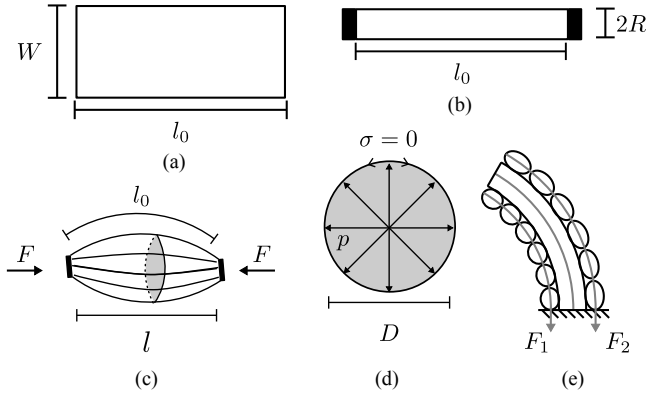 W
l₀
(a)
2R
l₀
(b)
l₀
F
F
l
(c)
σ = 0
p
D
(d)
F₁
F₂
(e)